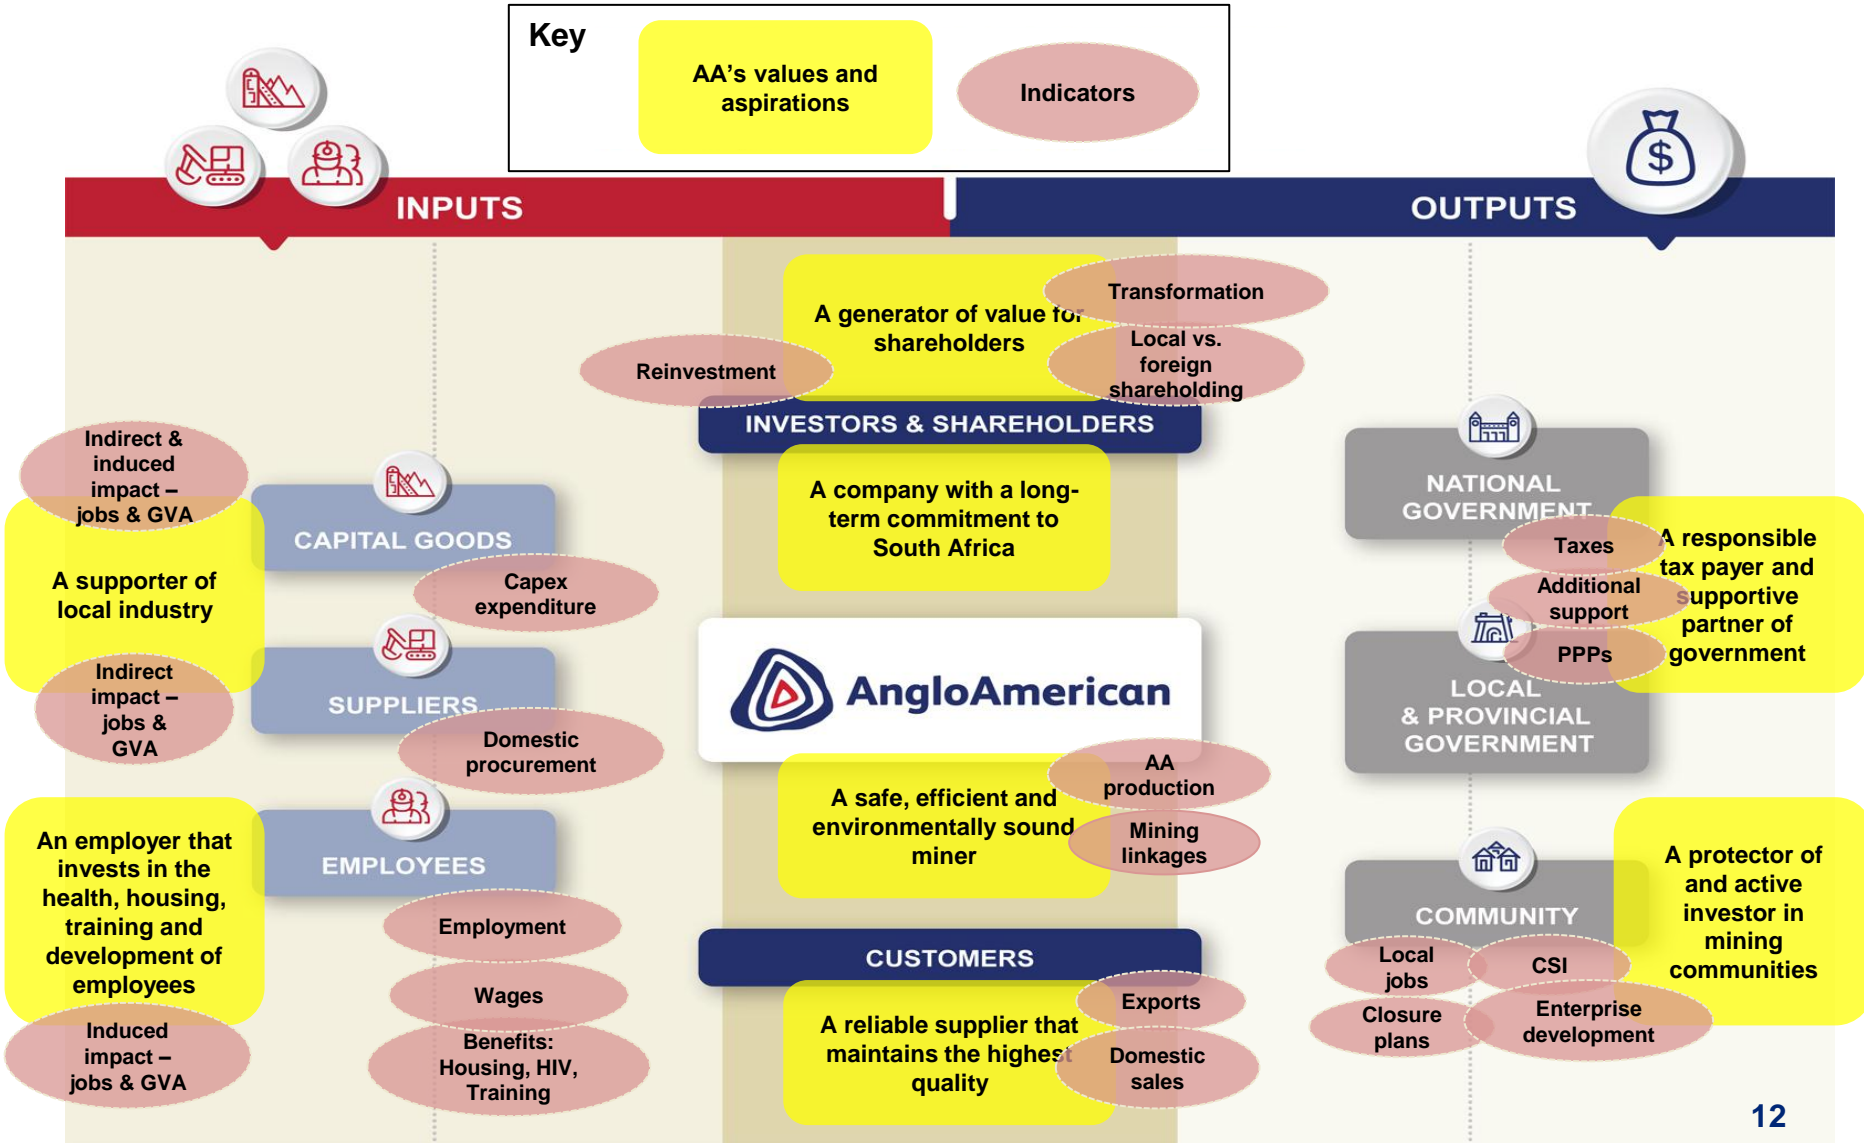 Key
AA's values and
aspirations
Indicators
INPUTS
OUTPUTS
A generator of value for
shareholders
Transformation
Local vs.
foreign
shareholding
Reinvestment
INVESTORS & SHAREHOLDERS
A company with a long-
term commitment to
South Africa
Indirect &
induced
impact –
jobs & GVA
CAPITAL GOODS
A supporter of
local industry
Capex
expenditure
Indirect
impact –
jobs &
GVA
SUPPLIERS
Domestic
procurement
An employer that
invests in the
health, housing,
training and
development of
employees
EMPLOYEES
Employment
Wages
Induced
impact –
jobs & GVA
Benefits:
Housing, HIV,
Training
AngloAmerican
A safe, efficient and
environmentally sound
miner
AA
production
Mining
linkages
CUSTOMERS
A reliable supplier that
maintains the highest
quality
Exports
Domestic
sales
NATIONAL
GOVERNMENT
Taxes
Additional
support
PPPs
A responsible
tax payer and
supportive
partner of
government
LOCAL
& PROVINCIAL
GOVERNMENT
COMMUNITY
A protector of
and active
investor in
mining
communities
Local
jobs
CSI
Closure
plans
Enterprise
development
$
12